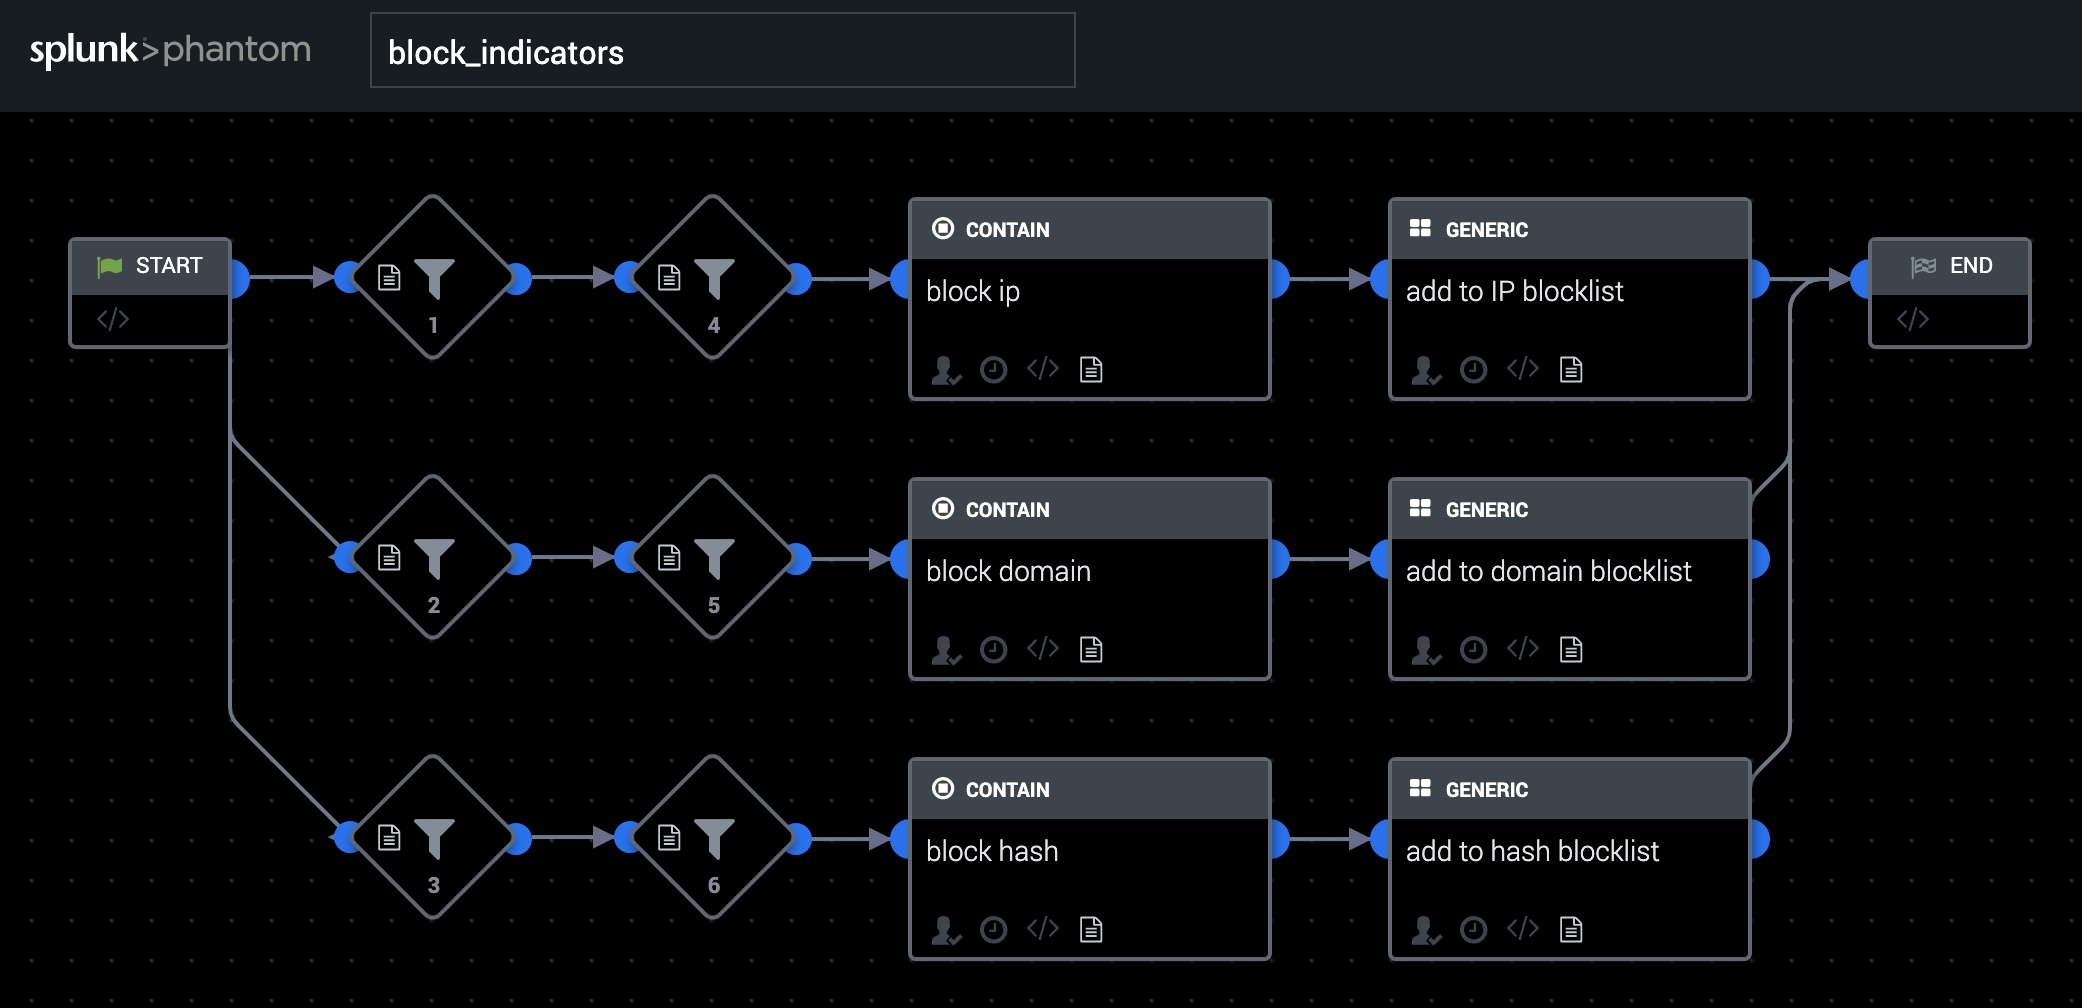 splunk>phantom
block_indicators
START
1
4
CONTAIN
block ip
GENERIC
add to IP blocklist
END
2
5
CONTAIN
block domain
GENERIC
add to domain blocklist
3
6
CONTAIN
block hash
GENERIC
add to hash blocklist